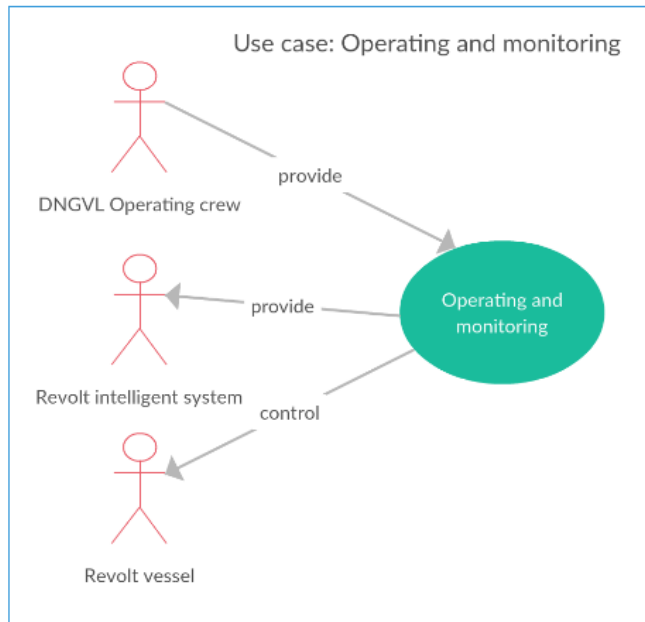 Use case: Operating and monitoring
provide
DNGVL Operating crew
Operating and
monitoring
provide
Revolt intelligent system
control
Revolt vessel